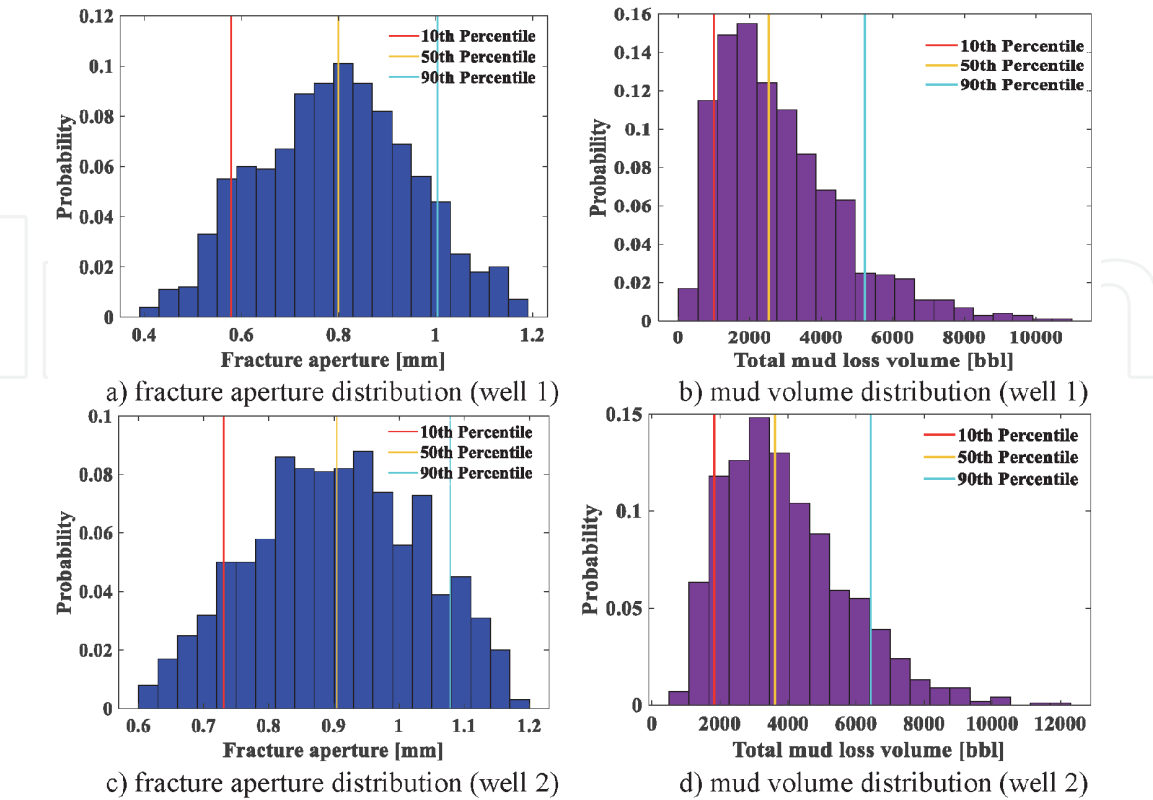 0.12
0.1
0.08
0.06
0.04
0.02
0
Probability
10th Percentile
50th Percentile
90th Percentile
0.4 0.6 0.8 1 1.2
Fracture aperture [mm]
a) fracture aperture distribution (well 1)
0.16
0.14
0.12
0.1
0.08
0.06
0.04
0.02
0
Probability
10th Percentile
50th Percentile
90th Percentile
0 2000 4000 6000 8000 10000
Total mud loss volume [bbl]
b) mud volume distribution (well 1)
0.1
0.08
0.06
0.04
0.02
0
Probability
10th Percentile
50th Percentile
90th Percentile
0.6 0.7 0.8 0.9 1 1.1 1.2
Fracture aperture [mm]
c) fracture aperture distribution (well 2)
0.15
0.1
0.05
0
Probability
10th Percentile
50th Percentile
90th Percentile
0 2000 4000 6000 8000 10000 12000
Total mud loss volume [bbl]
d) mud volume distribution (well 2)